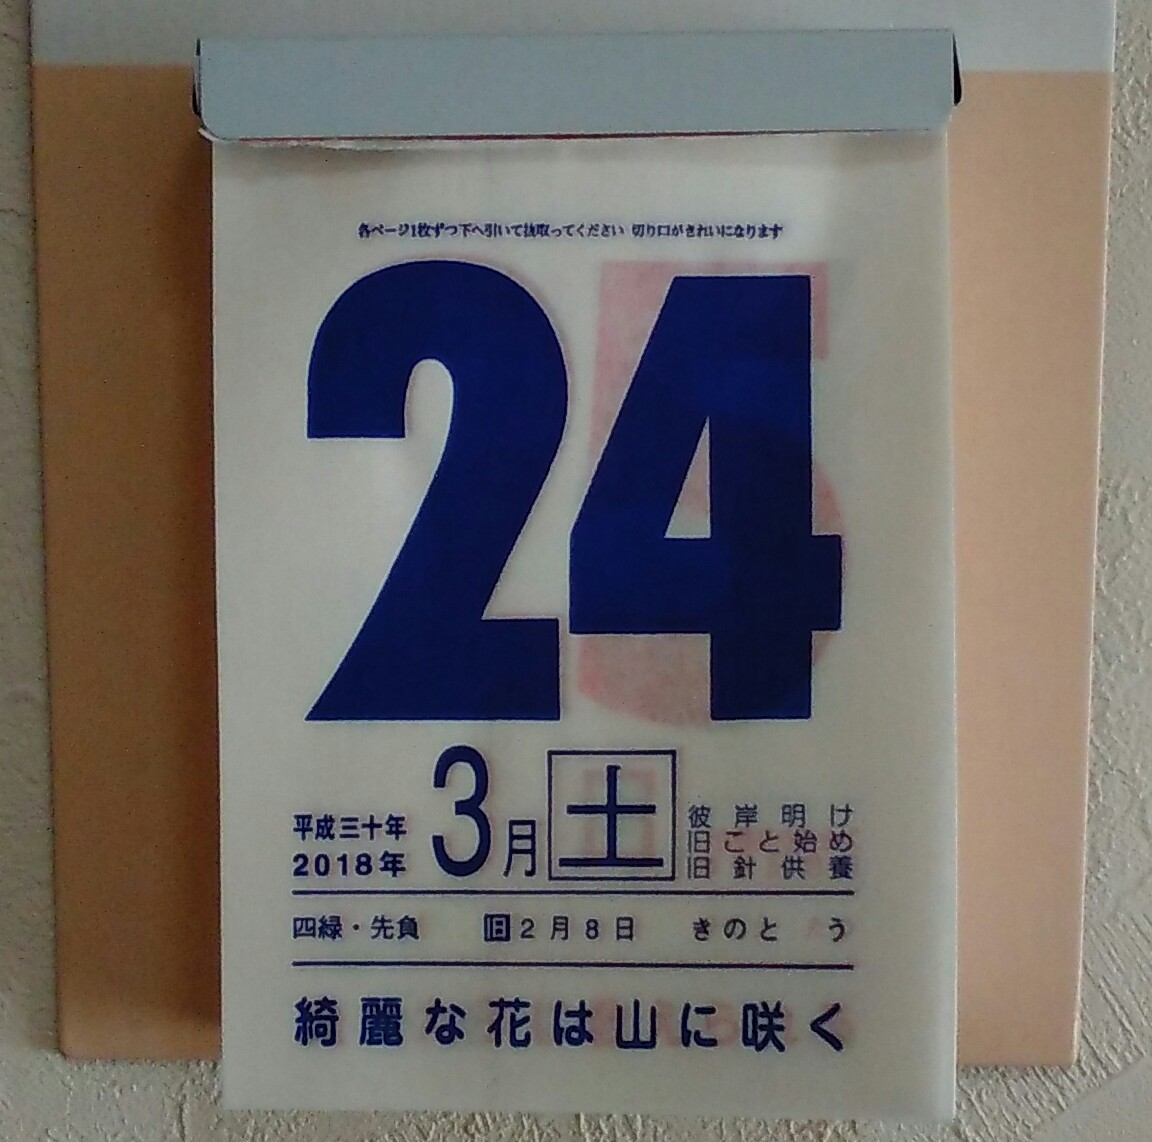 各ページ1枚ずつ下へ引いて抜取ってください 切り口がきれいになります
24
平成三十年
2018年
3月
土
彼岸明け
旧こと始め
旧針供養
四緑・先負 旧2月8日 きのと う
綺麗な花は山に咲く